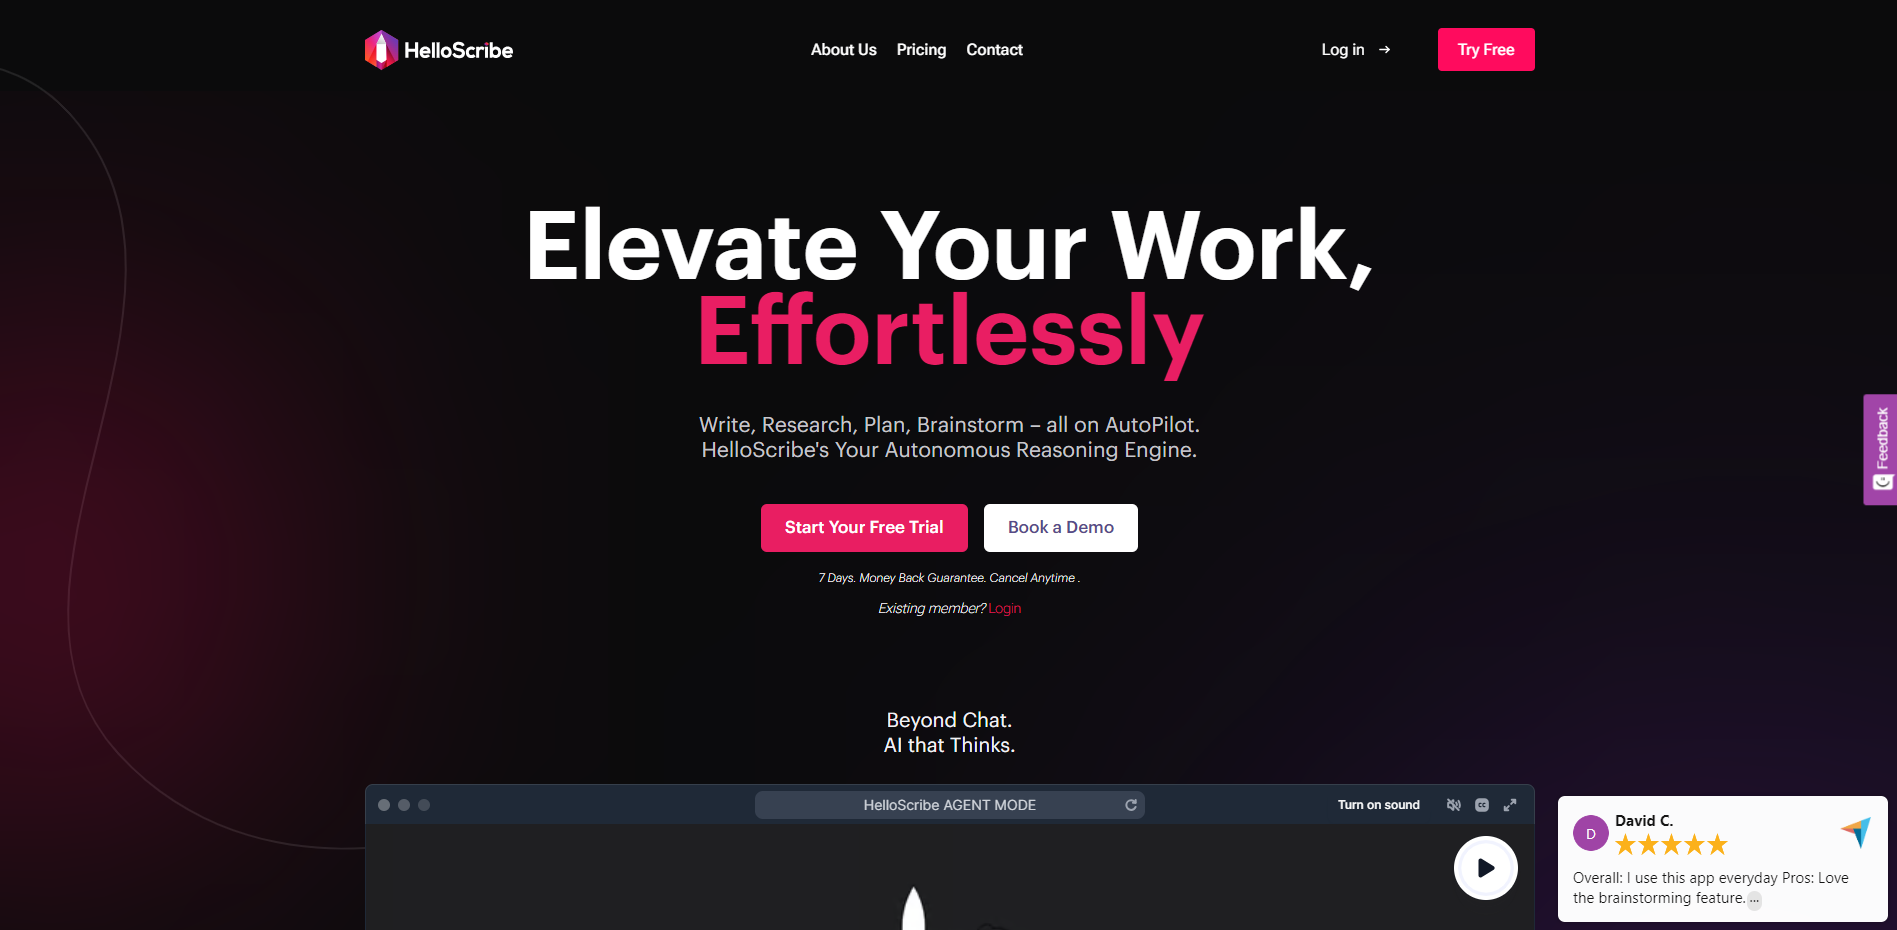 HelloScribe
About Us Pricing Contact
Log in →
Try Free
Elevate Your Work,
Effortlessly
Write, Research, Plan, Brainstorm – all on AutoPilot.
HelloScribe's Your Autonomous Reasoning Engine.
Start Your Free Trial
Book a Demo
7 Days. Money Back Guarantee. Cancel Anytime .
Existing member? Login
Feedback
Beyond Chat.
AI that Thinks.
HelloScribe AGENT MODE
Turn on sound
CC
D
David C.
Overall: I use this app everyday Pros: Love
the brainstorming feature. ...